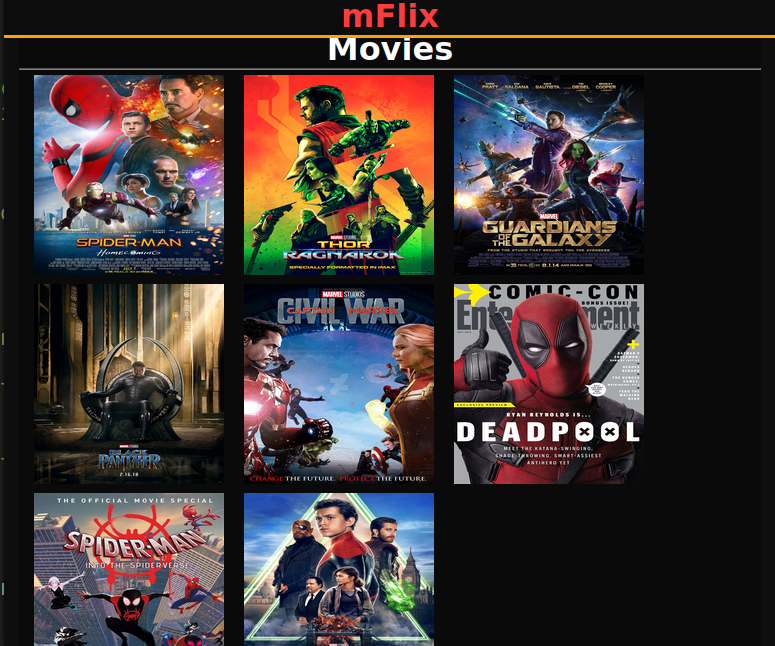 mFlix
Movies
PRATT SALDANA BAUTISTA DIESEL COOPER
MARVEL
SPIDER-MAN
HOMECOMING
THOR
RAGNAROK
SPECIALLY FORMATTED IN IMAX
MARVEL
GUARDIANS
OF THE GALAXY
FROM THE STUDIO THAT BROUGHT YOU THE AVENGERS
8.1.14
BLACK
PANTHER
2.16.18
MARVEL STUDIOS
CIVIL WAR
CAPTAIN MARVEL
CHANGE THE FUTURE. PROTECT THE FUTURE.
COMIC-CON
BONUS ISSUE!
Ente ment
WEEKLY
EXCLUSIVE PREVIEW
RYAN REYNOLDS IS...
DEADPOOL
MEET THE KATANA-SWINGING,
SHADE-THROWING, SMART-ASSIEST
ANTIHERO YET
THE OFFICIAL MOVIE SPECIAL
SPIDER-MAN
INTO THE SPIDERVERSE